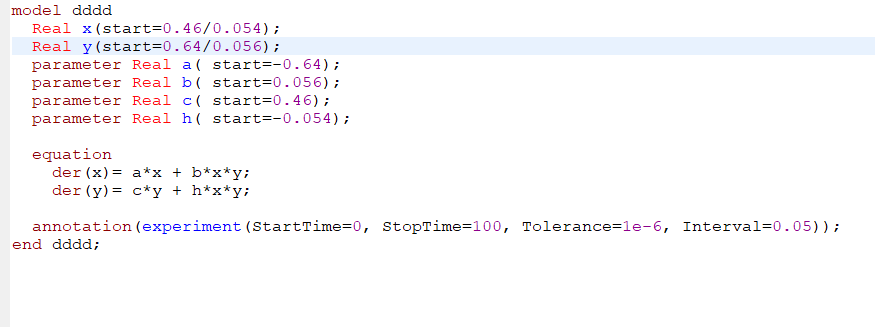 model dddd
Real x(start=0.46/0.054);
Real y(start=0.64/0.056);
parameter Real a( start=-0.64);
parameter Real b( start=0.056);
parameter Real c( start=0.46);
parameter Real h( start=-0.054);
equation
der(x)= a*x + b*x*y;
der(y)= c*y + h*x*y;
annotation(experiment(StartTime=0, StopTime=100, Tolerance=1e-6, Interval=0.05));
end dddd;